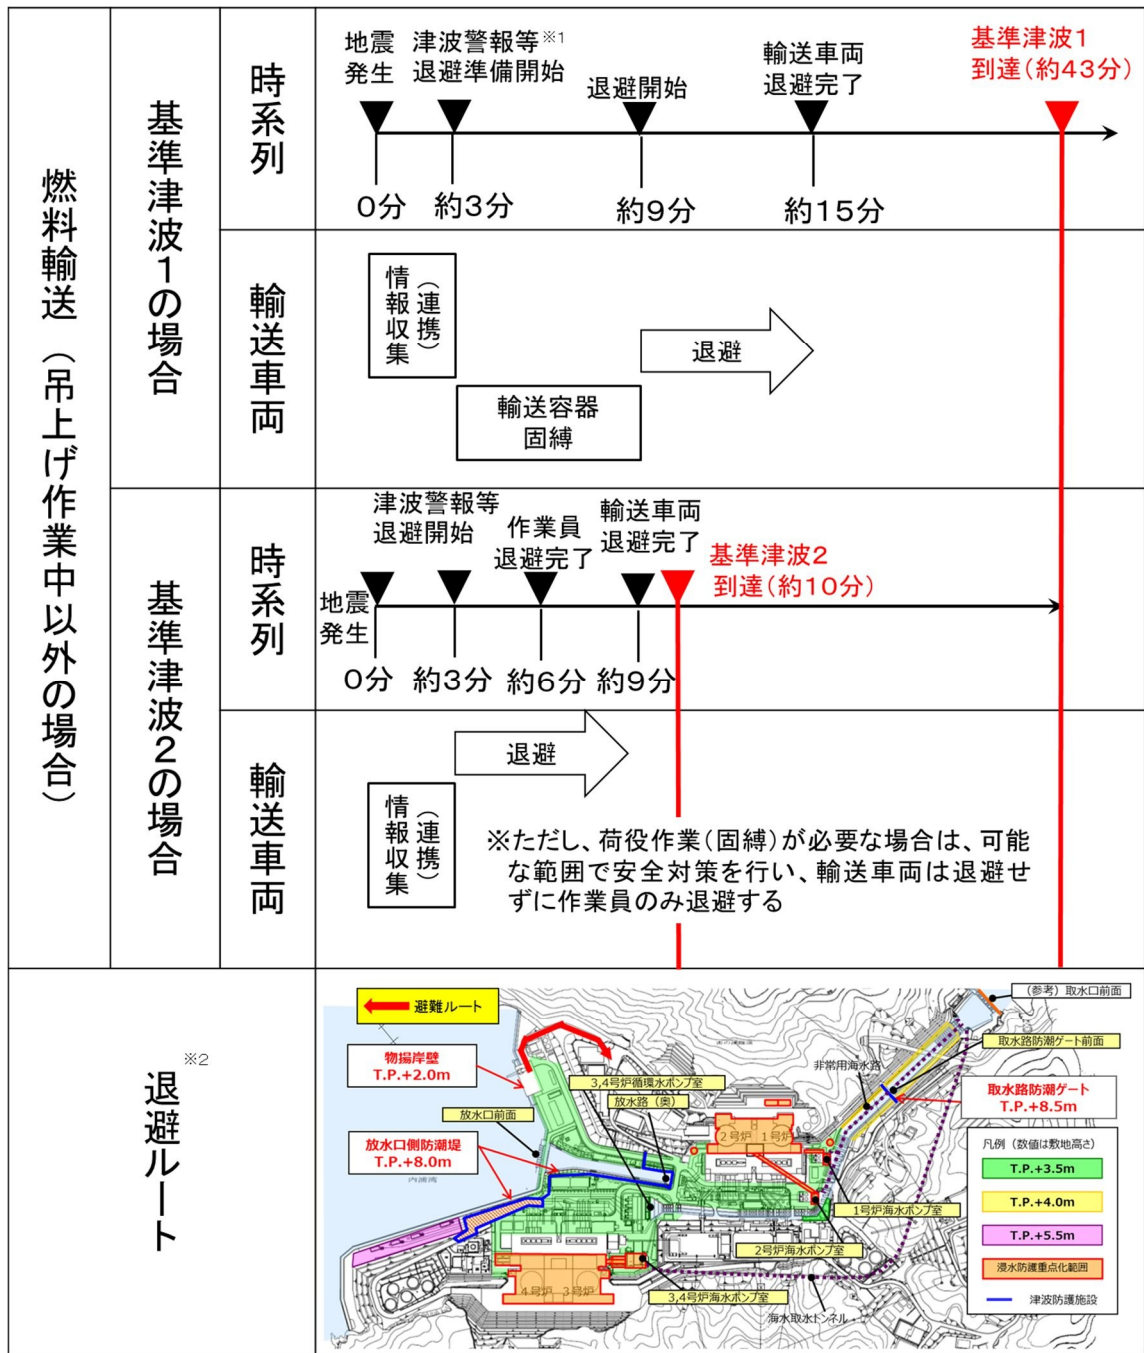 燃料輸送（吊上げ作業中以外の場合）
基準津波１の場合
時系列
地震
発生
津波警報等※1
退避準備開始
退避開始
輸送車両
退避完了
基準津波１
到達（約４３分）
０分
約３分
約９分
約１５分
輸送車両
情報収集
（連携）
輸送容器
固縛
退避
基準津波２の場合
時系列
地震
発生
津波警報等
退避開始
作業員
退避完了
輸送車両
退避完了
基準津波２
到達（約１０分）
０分
約３分
約６分
約９分
輸送車両
情報収集
（連携）
退避
※ただし、荷役作業（固縛）が必要な場合は、可能
な範囲で安全対策を行い、輸送車両は退避せ
ずに作業員のみ退避する
退避ルート※2
避難ルート
物揚岸壁
T.P.+2.0m
放水口前面
放水口側防潮堤
T.P.+8.0m
内浦湾
3,4号炉循環水ポンプ室
放水路（奥）
２号炉
１号炉
非常用海水路
（参考）取水口前面
取水路防潮ゲート前面
取水路防潮ゲート
T.P.+8.5m
凡例（数値は敷地高さ）
T.P.+3.5m
T.P.+4.0m
T.P.+5.5m
浸水防護重点化範囲
津波防護施設
1号炉海水ポンプ室
2号炉海水ポンプ室
3,4号炉海水ポンプ室
４号炉
３号炉
海水取水トンネル